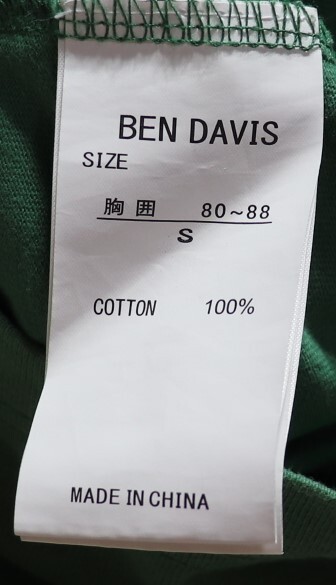 BEN DAVIS
SIZE
胸囲 80~88
S
COTTON 100%
MADE IN CHINA